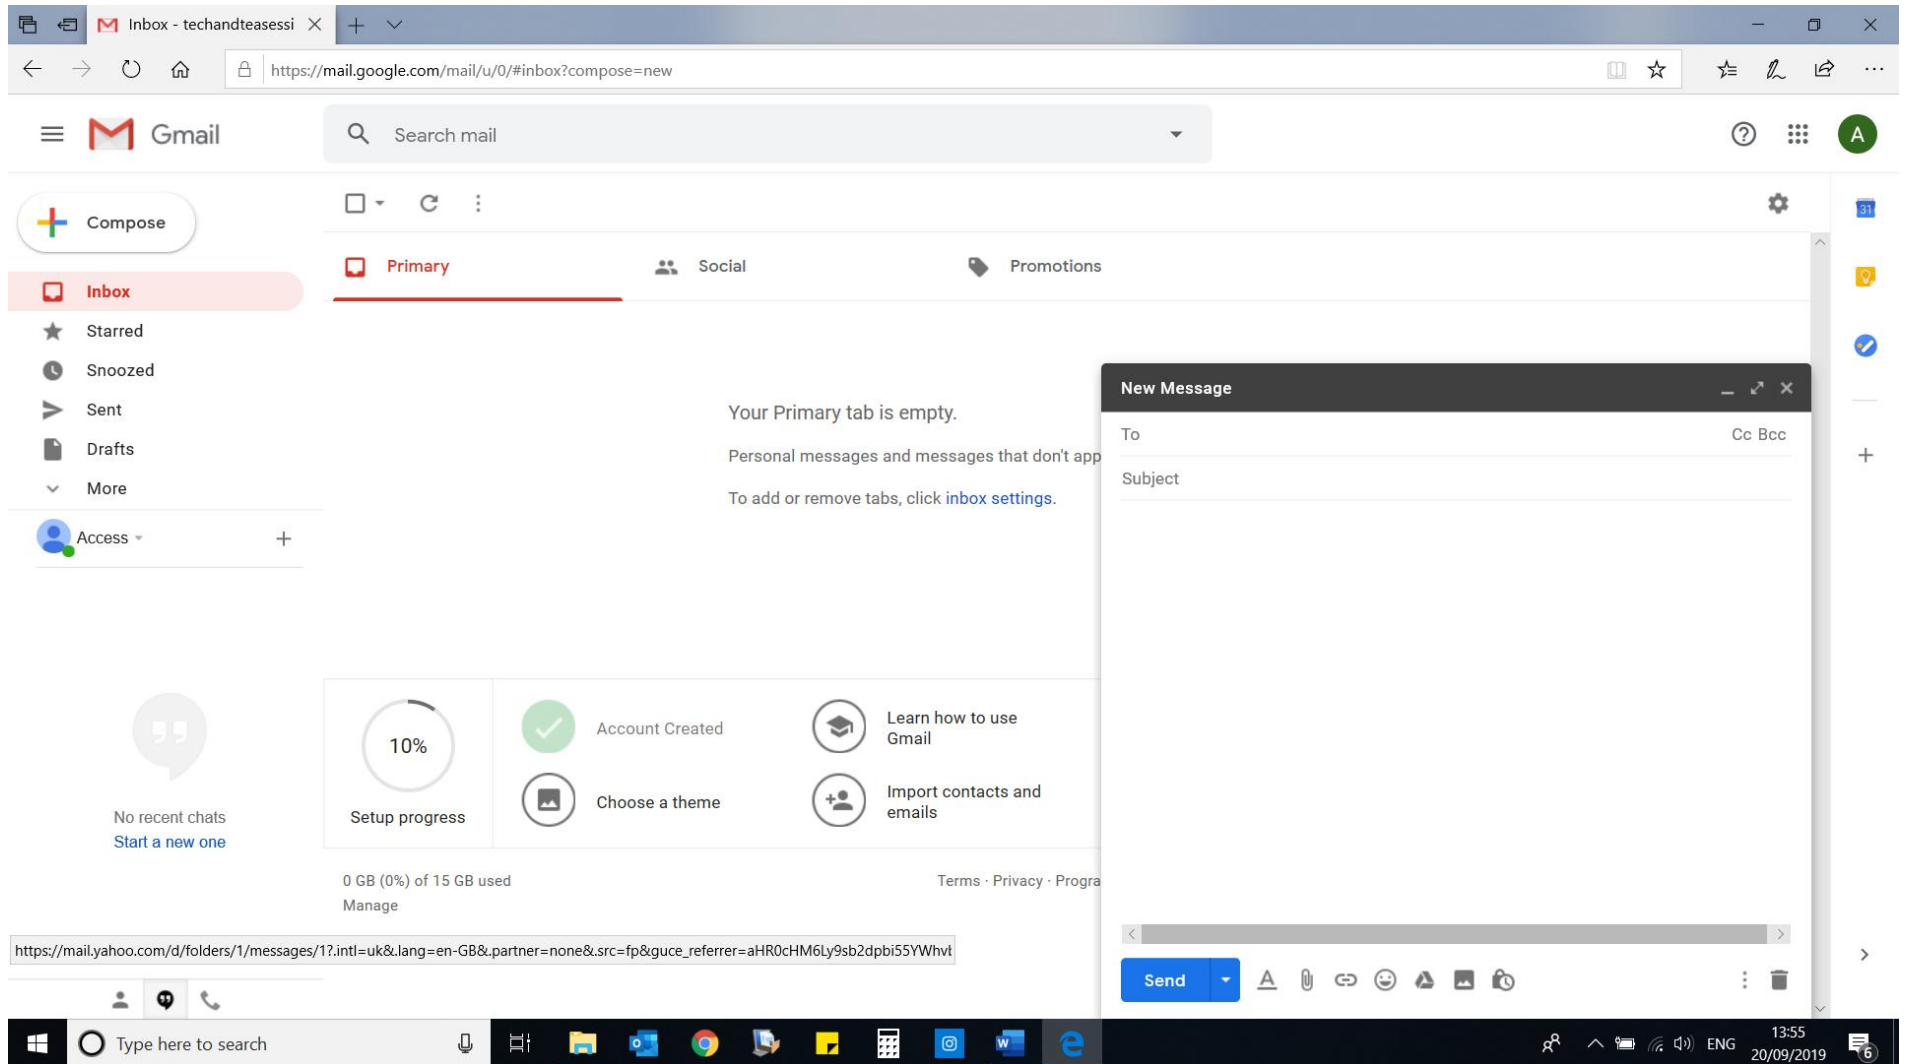 Inbox - techandteasessi
https://mail.google.com/mail/u/0/#inbox?compose=new
Gmail
Search mail
A
Compose
31
Primary
Social
Promotions
Inbox
Starred
Snoozed
Sent
Drafts
More
Access
Your Primary tab is empty.
Personal messages and messages that don't app
To add or remove tabs, click inbox settings.
New Message
To
Cc Bcc
Subject
10%
Setup progress
Account Created
Learn how to use
Gmail
Choose a theme
Import contacts and
emails
No recent chats
Start a new one
0 GB (0%) of 15 GB used
Manage
Terms · Privacy · Progra
https://mail.yahoo.com/d/folders/1/messages/1?.intl=uk&.lang=en-GB&.partner=none&.src=fp&guce_referrer=aHR0cHM6Ly9sb2dpbi55YWhv
Send
Type here to search
ENG
13:55
20/09/2019
6